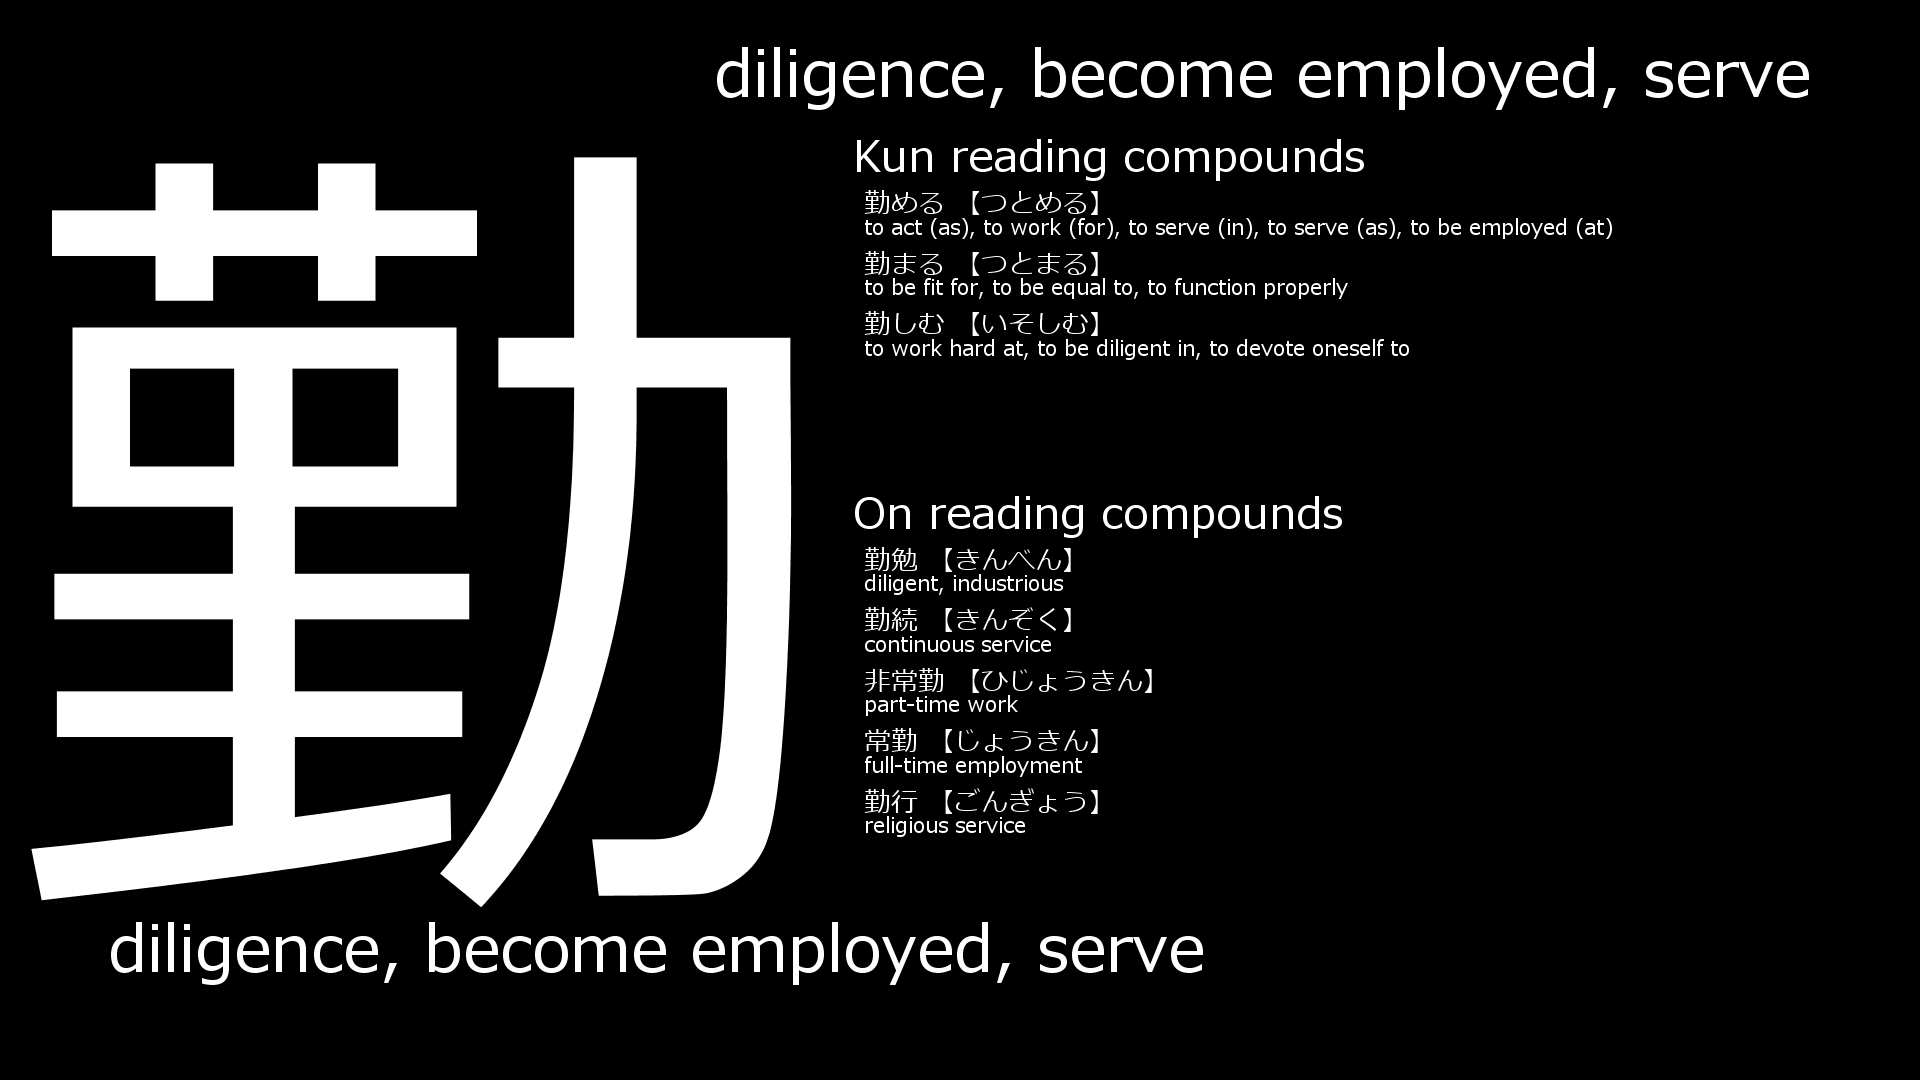 diligence, become employed, serve
勤
Kun reading compounds
勤める 【つとめる】
to act (as), to work (for), to serve (in), to serve (as), to be employed (at)
勤まる 【つとまる】
to be fit for, to be equal to, to function properly
勤しむ 【いそしむ】
to work hard at, to be diligent in, to devote oneself to
On reading compounds
勤勉 【きんべん】
diligent, industrious
勤続 【きんぞく】
continuous service
非常勤 【ひじょうきん】
part-time work
常勤 【じょうきん】
full-time employment
勤行 【ごんぎょう】
religious service
diligence, become employed, serve